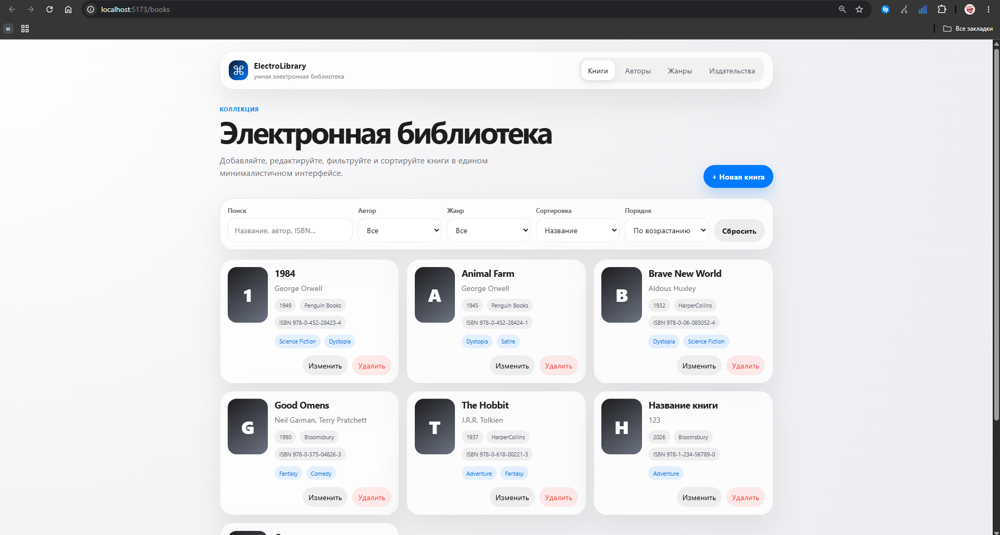 localhost:5173/books
H
Все закладки
⌘
ElectroLibrary
умная электронная библиотека
Книги
Авторы
Жанры
Издательства
КОЛЛЕКЦИЯ
Электронная библиотека
Добавляйте, редактируйте, фильтруйте и сортируйте книги в едином
минималистичном интерфейсе.
+ Новая книга
Поиск
Автор
Жанр
Сортировка
Порядок
Название, автор, ISBN...
Все
Все
Название
По возрастанию
Сбросить
1
1984
George Orwell
1949
Penguin Books
ISBN 978-0-452-28423-4
Science Fiction
Dystopia
Изменить
Удалить
A
Animal Farm
George Orwell
1945
Penguin Books
ISBN 978-0-452-28424-1
Dystopia
Satire
Изменить
Удалить
B
Brave New World
Aldous Huxley
1932
HarperCollins
ISBN 978-0-06-085052-4
Dystopia
Science Fiction
Изменить
Удалить
G
Good Omens
Neil Gaiman, Terry Pratchett
1990
Bloomsbury
ISBN 978-0-575-04826-3
Fantasy
Comedy
Изменить
Удалить
T
The Hobbit
J.R.R. Tolkien
1937
HarperCollins
ISBN 978-0-618-00221-3
Adventure
Fantasy
Изменить
Удалить
Н
Название книги
123
2026
Bloomsbury
ISBN 978-1-234-56789-0
Adventure
Изменить
Удалить